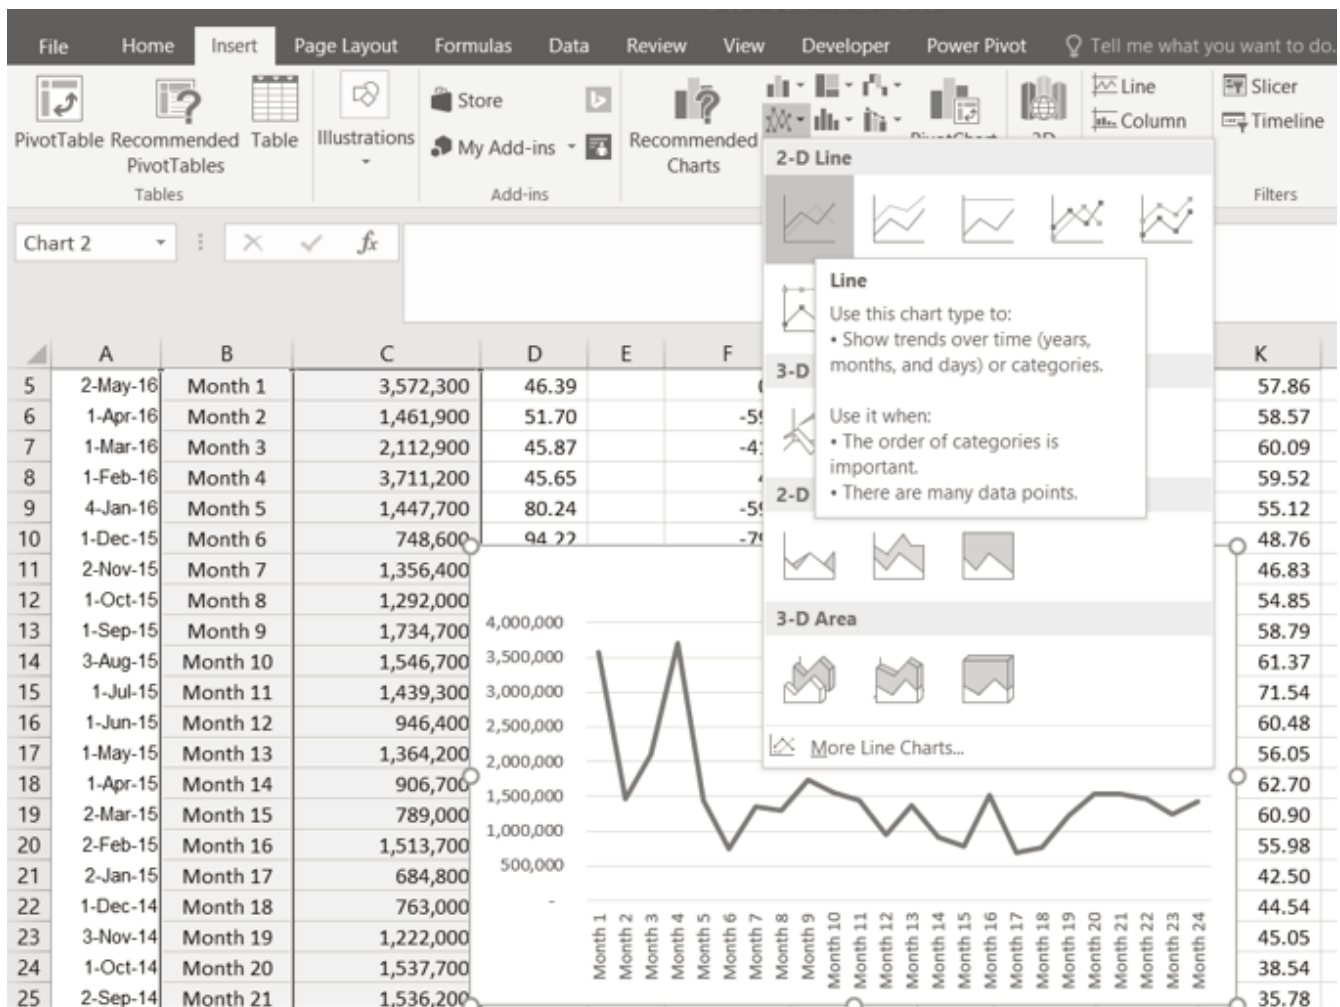 File Home Insert Page Layout Formulas Data Review View Developer Power Pivot Tell me what you want to do.
PivotTable Recommended PivotTables Table
Tables
Illustrations
Store
My Add-ins
Add-ins
Recommended Charts
Line
Column
Slicer
Timeline
Filters
Chart 2 fx
2-D Line
Line
Use this chart type to:
• Show trends over time (years,
months, and days) or categories.
Use it when:
• The order of categories is
important.
• There are many data points.
3-D
2-D
3-D Area
More Line Charts...
A B C D E F K
5 2-May-16 Month 1 3,572,300 46.39 57.86
6 1-Apr-16 Month 2 1,461,900 51.70 58.57
7 1-Mar-16 Month 3 2,112,900 45.87 60.09
8 1-Feb-16 Month 4 3,711,200 45.65 59.52
9 4-Jan-16 Month 5 1,447,700 80.24 55.12
10 1-Dec-15 Month 6 748,600 94.22 48.76
11 2-Nov-15 Month 7 1,356,400 46.83
12 1-Oct-15 Month 8 1,292,000 54.85
13 1-Sep-15 Month 9 1,734,700 58.79
14 3-Aug-15 Month 10 1,546,700 61.37
15 1-Jul-15 Month 11 1,439,300 71.54
16 1-Jun-15 Month 12 946,400 60.48
17 1-May-15 Month 13 1,364,200 56.05
18 1-Apr-15 Month 14 906,700 62.70
19 2-Mar-15 Month 15 789,000 60.90
20 2-Feb-15 Month 16 1,513,700 55.98
21 2-Jan-15 Month 17 684,800 42.50
22 1-Dec-14 Month 18 763,000 44.54
23 3-Nov-14 Month 19 1,222,000 45.05
24 1-Oct-14 Month 20 1,537,700 38.54
25 2-Sep-14 Month 21 1,536,200 35.78
4,000,000
3,500,000
3,000,000
2,500,000
2,000,000
1,500,000
1,000,000
500,000
-
Month 1
Month 2
Month 3
Month 4
Month 5
Month 6
Month 7
Month 8
Month 9
Month 10
Month 11
Month 12
Month 13
Month 14
Month 15
Month 16
Month 17
Month 18
Month 19
Month 20
Month 21
Month 22
Month 23
Month 24